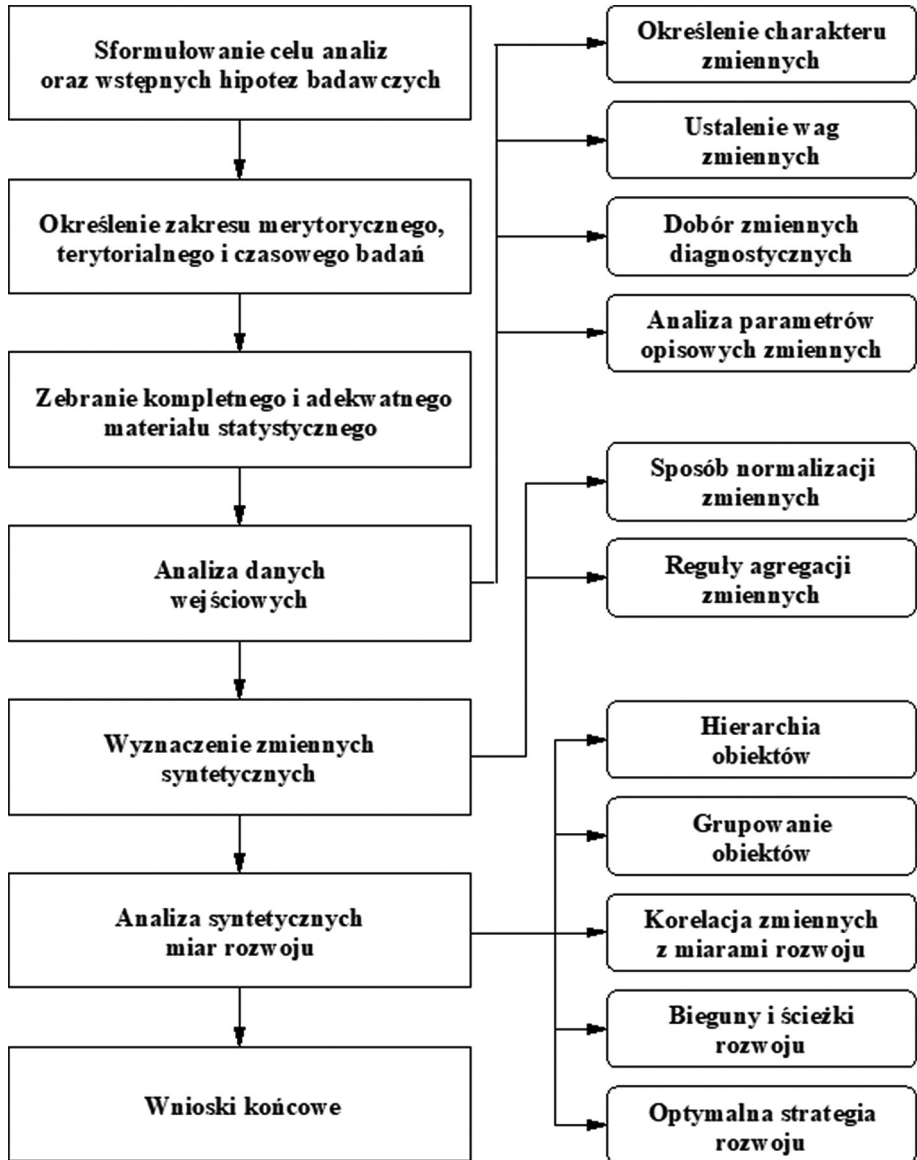 Sformułowanie celu analiz
oraz wstępnych hipotez badawczych
Określenie zakresu merytorycznego,
terytorialnego i czasowego badań
Zebranie kompletnego i adekwatnego
materiału statystycznego
Analiza danych
wejściowych
Wyznaczenie zmiennych
syntetycznych
Analiza syntetycznych
miar rozwoju
Wnioski końcowe
Określenie charakteru
zmiennych
Ustalenie wag
zmiennych
Dobór zmiennych
diagnostycznych
Analiza parametrów
opisowych zmiennych
Sposób normalizacji
zmiennych
Reguły agregacji
zmiennych
Hierarchia
obiektów
Grupowanie
obiektów
Korelacja zmiennych
z miarami rozwoju
Bieguny i ścieżki
rozwoju
Optymalna strategia
rozwoju